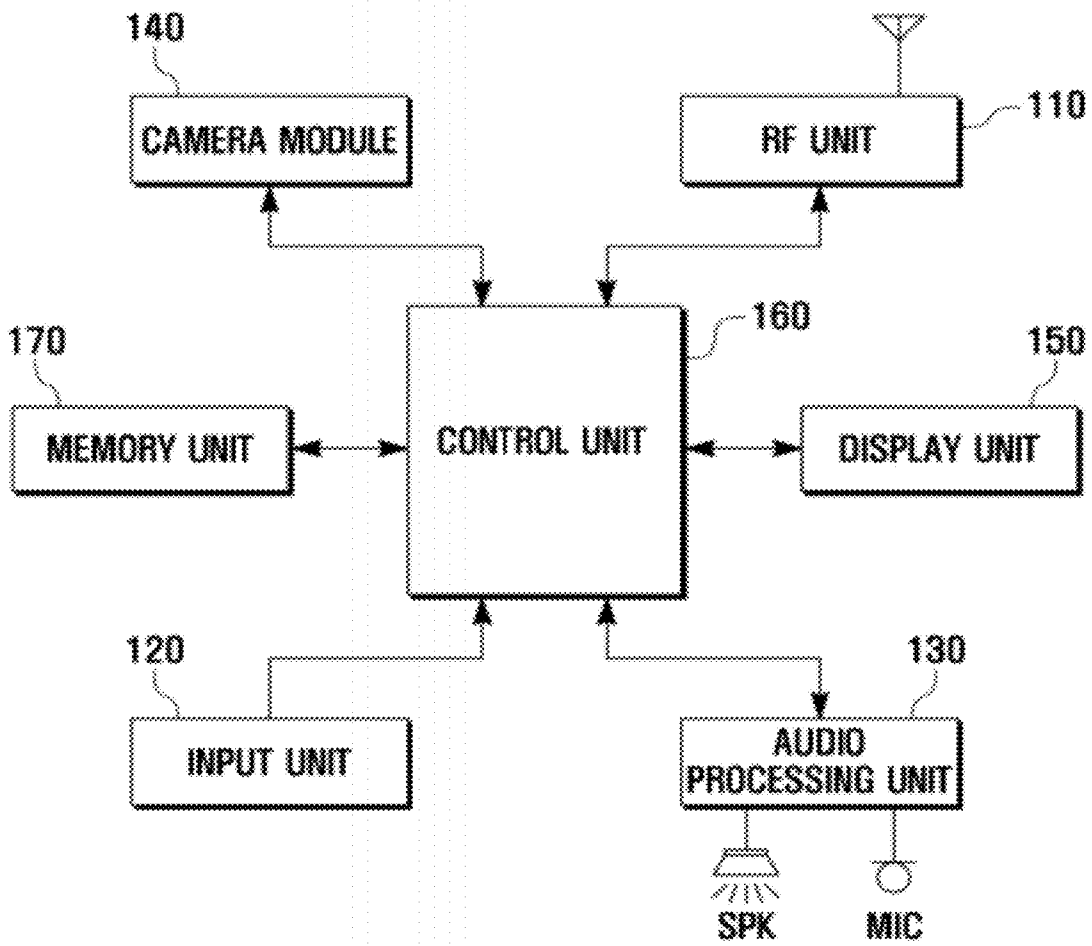 140
CAMERA MODULE
RF UNIT
110
160
170
MEMORY UNIT
CONTROL UNIT
150
DISPLAY UNIT
120
INPUT UNIT
130
AUDIO
PROCESSING UNIT
SPK
MIC